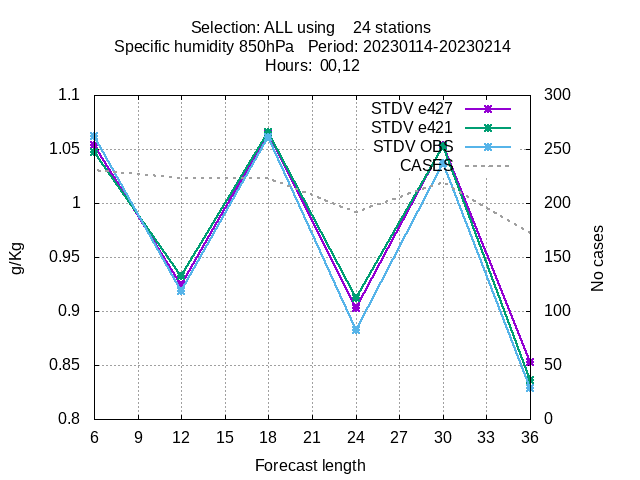 Selection: ALL using 24 stations
Specific humidity 850hPa Period: 20230114-20230214
Hours: 00,12
1.1
1.05
1
0.95
0.9
0.85
0.8
g/Kg
300
250
200
150
100
50
0
No cases
STDV e427
STDV e421
STDV OBS
CASES
6 9 12 15 18 21 24 27 30 33 36
Forecast length